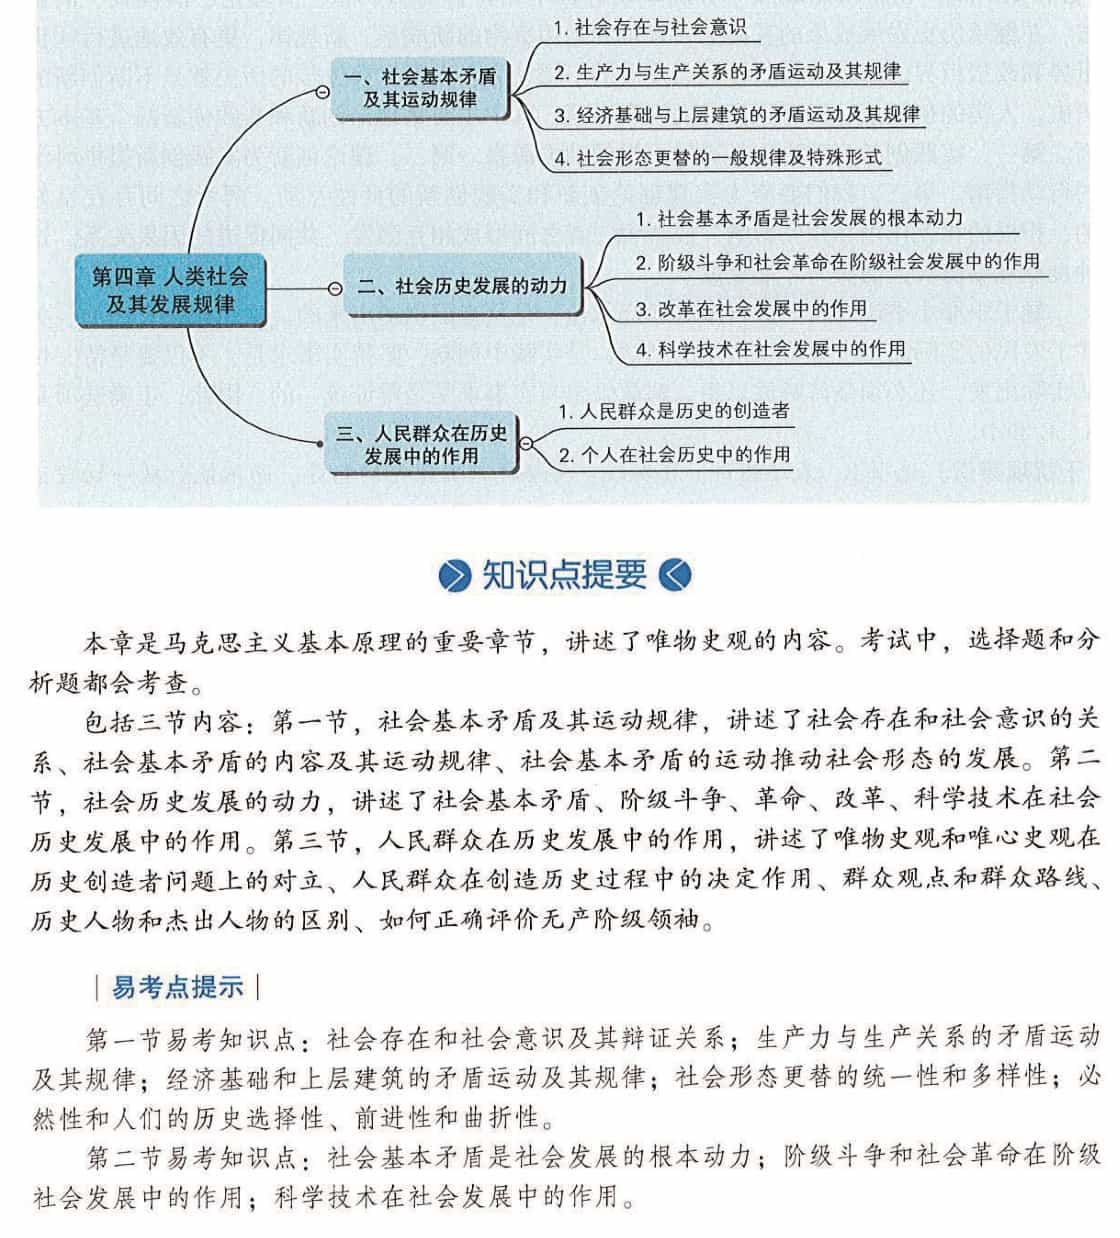 第四章 人类社会
及其发展规律
一、社会基本矛盾
及其运动规律
1. 社会存在与社会意识
2. 生产力与生产关系的矛盾运动及其规律
3. 经济基础与上层建筑的矛盾运动及其规律
4. 社会形态更替的一般规律及特殊形式
二、社会历史发展的动力
1. 社会基本矛盾是社会发展的根本动力
2. 阶级斗争和社会革命在阶级社会发展中的作用
3. 改革在社会发展中的作用
4. 科学技术在社会发展中的作用
三、人民群众在历史
发展中的作用
1. 人民群众是历史的创造者
2. 个人在社会历史中的作用
知识点提要
本章是马克思主义基本原理的重要章节，讲述了唯物史观的内容。考试中，选择题和分
析题都会考查。
包括三节内容：第一节，社会基本矛盾及其运动规律，讲述了社会存在和社会意识的关
系、社会基本矛盾的内容及其运动规律、社会基本矛盾的运动推动社会形态的发展。第二
节，社会历史发展的动力，讲述了社会基本矛盾、阶级斗争、革命、改革、科学技术在社会
历史发展中的作用。第三节，人民群众在历史发展中的作用，讲述了唯物史观和唯心史观在
历史创造者问题上的对立、人民群众在创造历史过程中的决定作用、群众观点和群众路线、
历史人物和杰出人物的区别、如何正确评价无产阶级领袖。
易考点提示
第一节易考知识点：社会存在和社会意识及其辩证关系；生产力与生产关系的矛盾运动
及其规律；经济基础和上层建筑的矛盾运动及其规律；社会形态更替的统一性和多样性；必
然性和人们的历史选择性、前进性和曲折性。
第二节易考知识点：社会基本矛盾是社会发展的根本动力；阶级斗争和社会革命在阶级
社会发展中的作用；科学技术在社会发展中的作用。